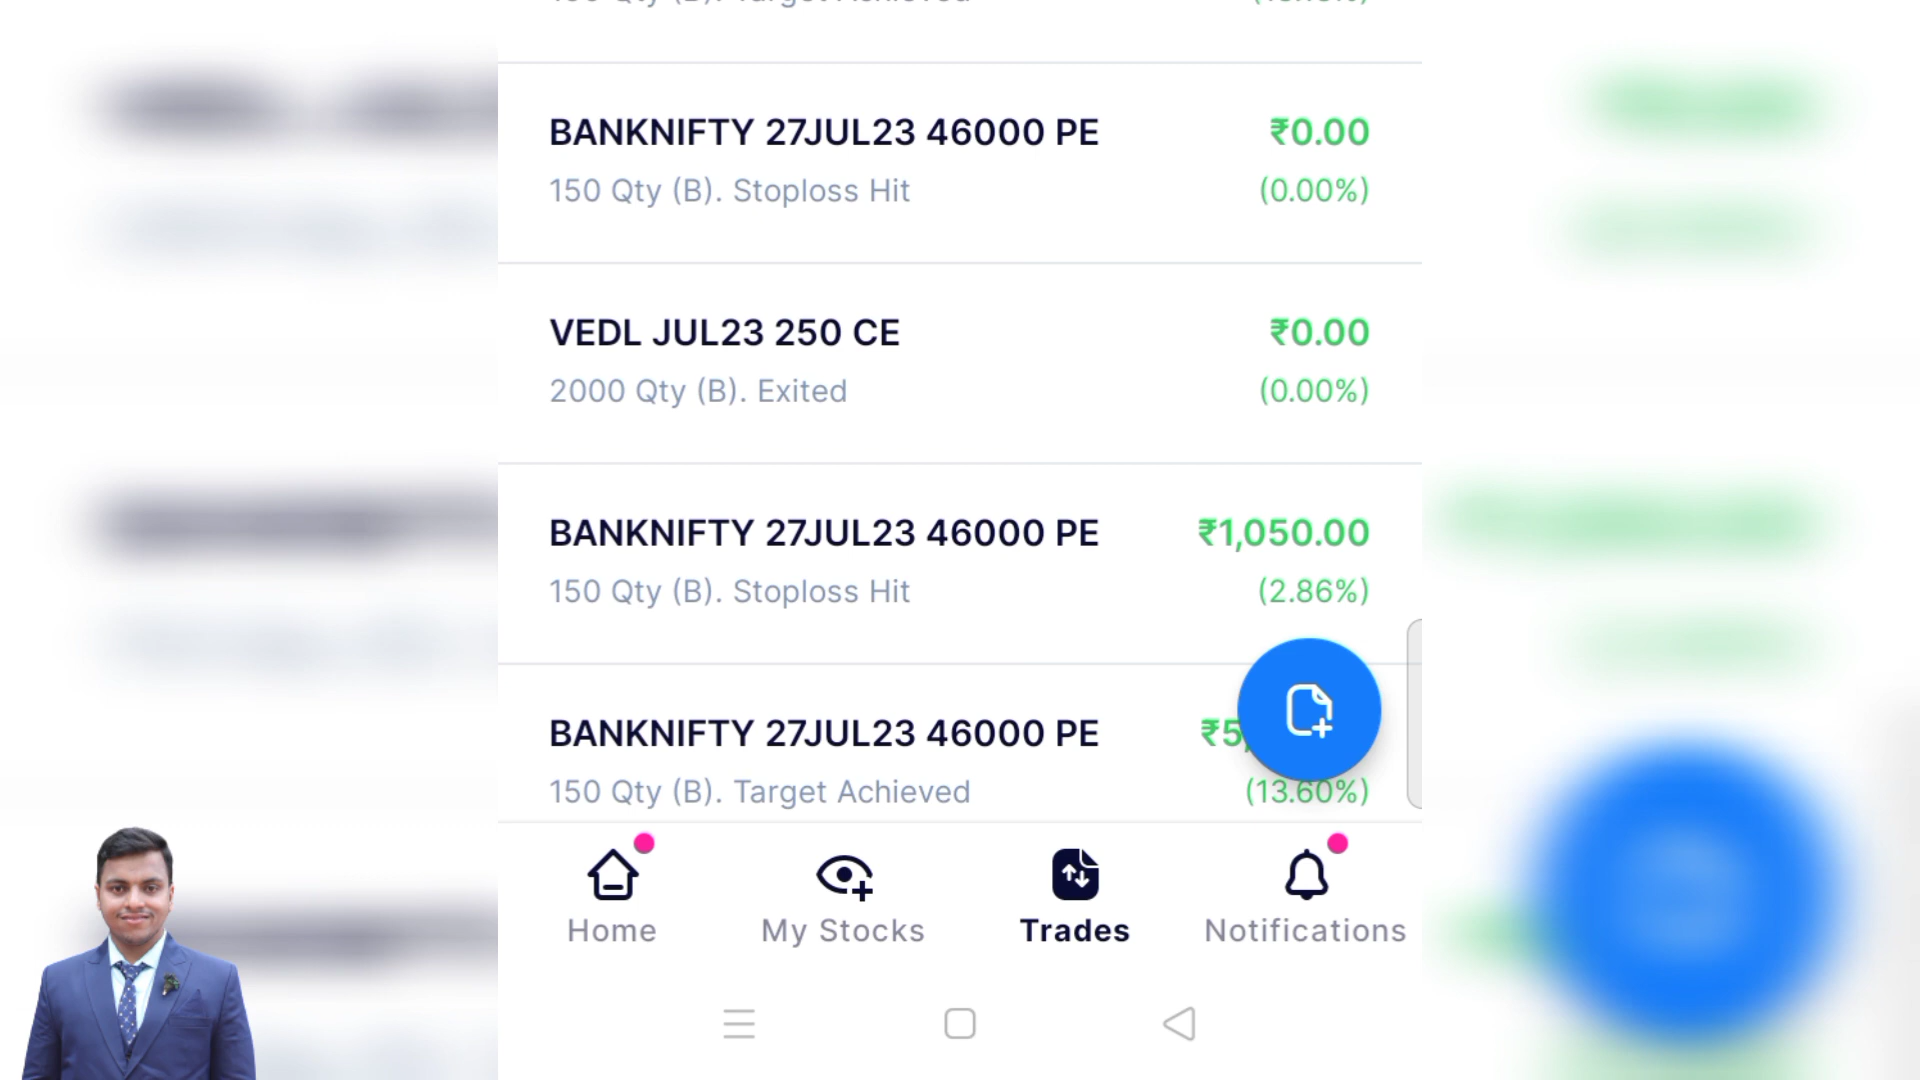 BANKNIFTY 27JUL23 46000 PE ₹0.00
150 Qty (B). Stoploss Hit (0.00%)
VEDL JUL23 250 CE ₹0.00
2000 Qty (B). Exited (0.00%)
BANKNIFTY 27JUL23 46000 PE ₹1,050.00
150 Qty (B). Stoploss Hit (2.86%)
BANKNIFTY 27JUL23 46000 PE ₹5,
150 Qty (B). Target Achieved (13.60%)
Home My Stocks Trades Notifications